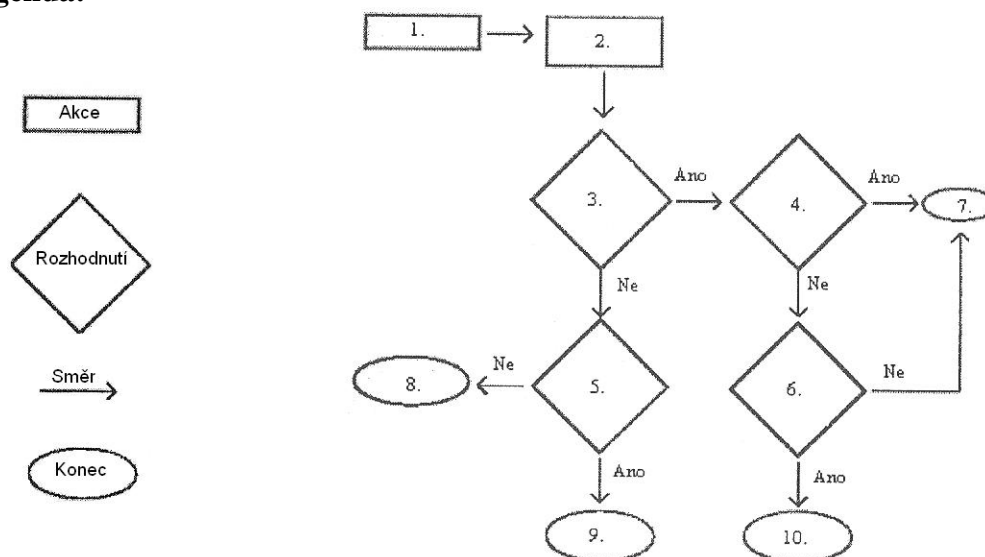 1.
2.
Akce
3.
Ano
4.
Ano
7.
Rozhodnutí
Ne
Ne
Směr
8.
Ne
5.
6.
Ne
Konec
Ano
Ano
9.
10.